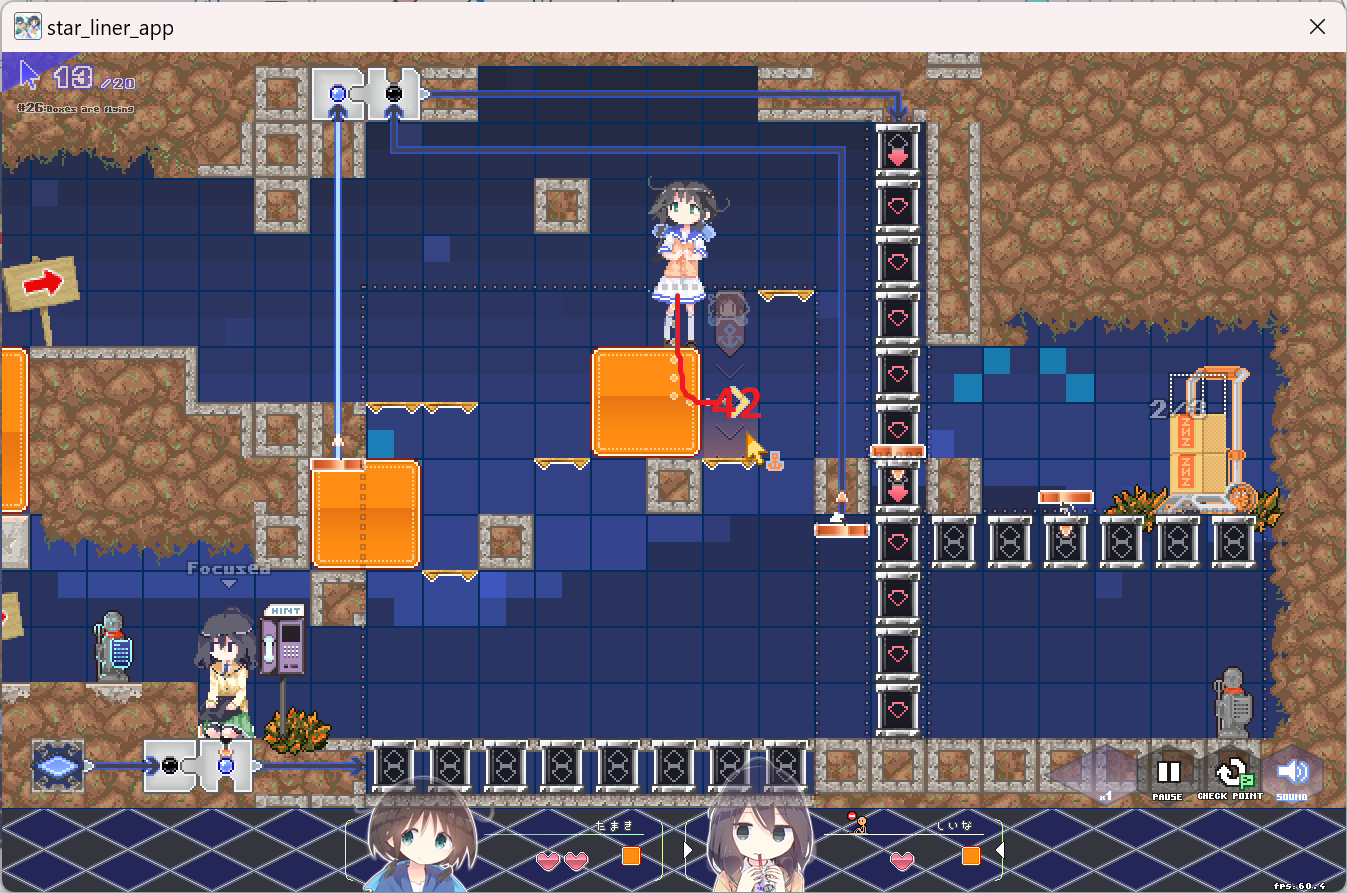 star_liner_app
13 /20
#26:Boxes are flying
42
2/3
Focused
HINT
x1
PAUSE
CHECK POINT
SOUND
たまき
しいな
fps:60.4